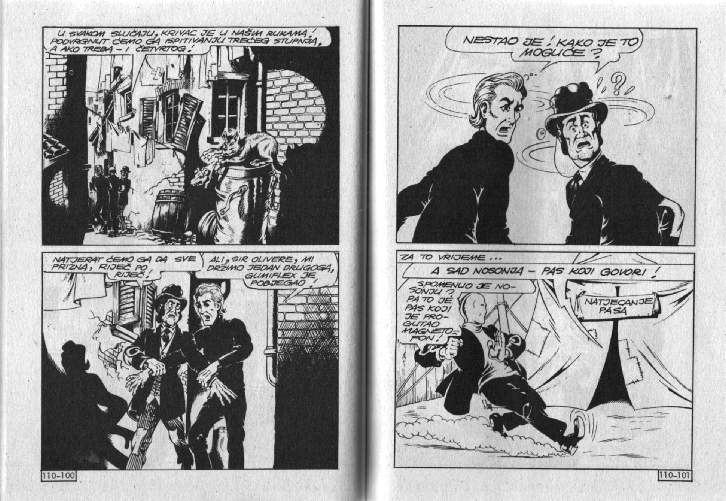 U SVAKOM SLUČAJU, KRIVAC JE U NAŠIM RUKAMA!
PODVRGNUT ĆEMO GA ISPITIVANJU TREĆEG STUPNJA,
A AKO TREBA - I ČETVRTOG!
NATJERAT ĆEMO GA DA SVE
PRIZNA, RIJEČ PO
RIJEČ!
ALI, SIR OLIVERE, MI
DRŽIMO JEDAN DRUGOGA,
GUMIFLEX JE
POBJEGAO!
110-100
NESTAO JE! KAKO JE TO
MOGUĆE?
!?!
ZA TO VRIJEME...
A SAD NOSONJA - PAS KOJI GOVORI!
SPOMENUO JE NO-
SONJU?
PA TO JE
PAS KOJI
JE PRO-
GUTAO
MAGNETO-
FON!
NATJECANJE
PASA
110-101